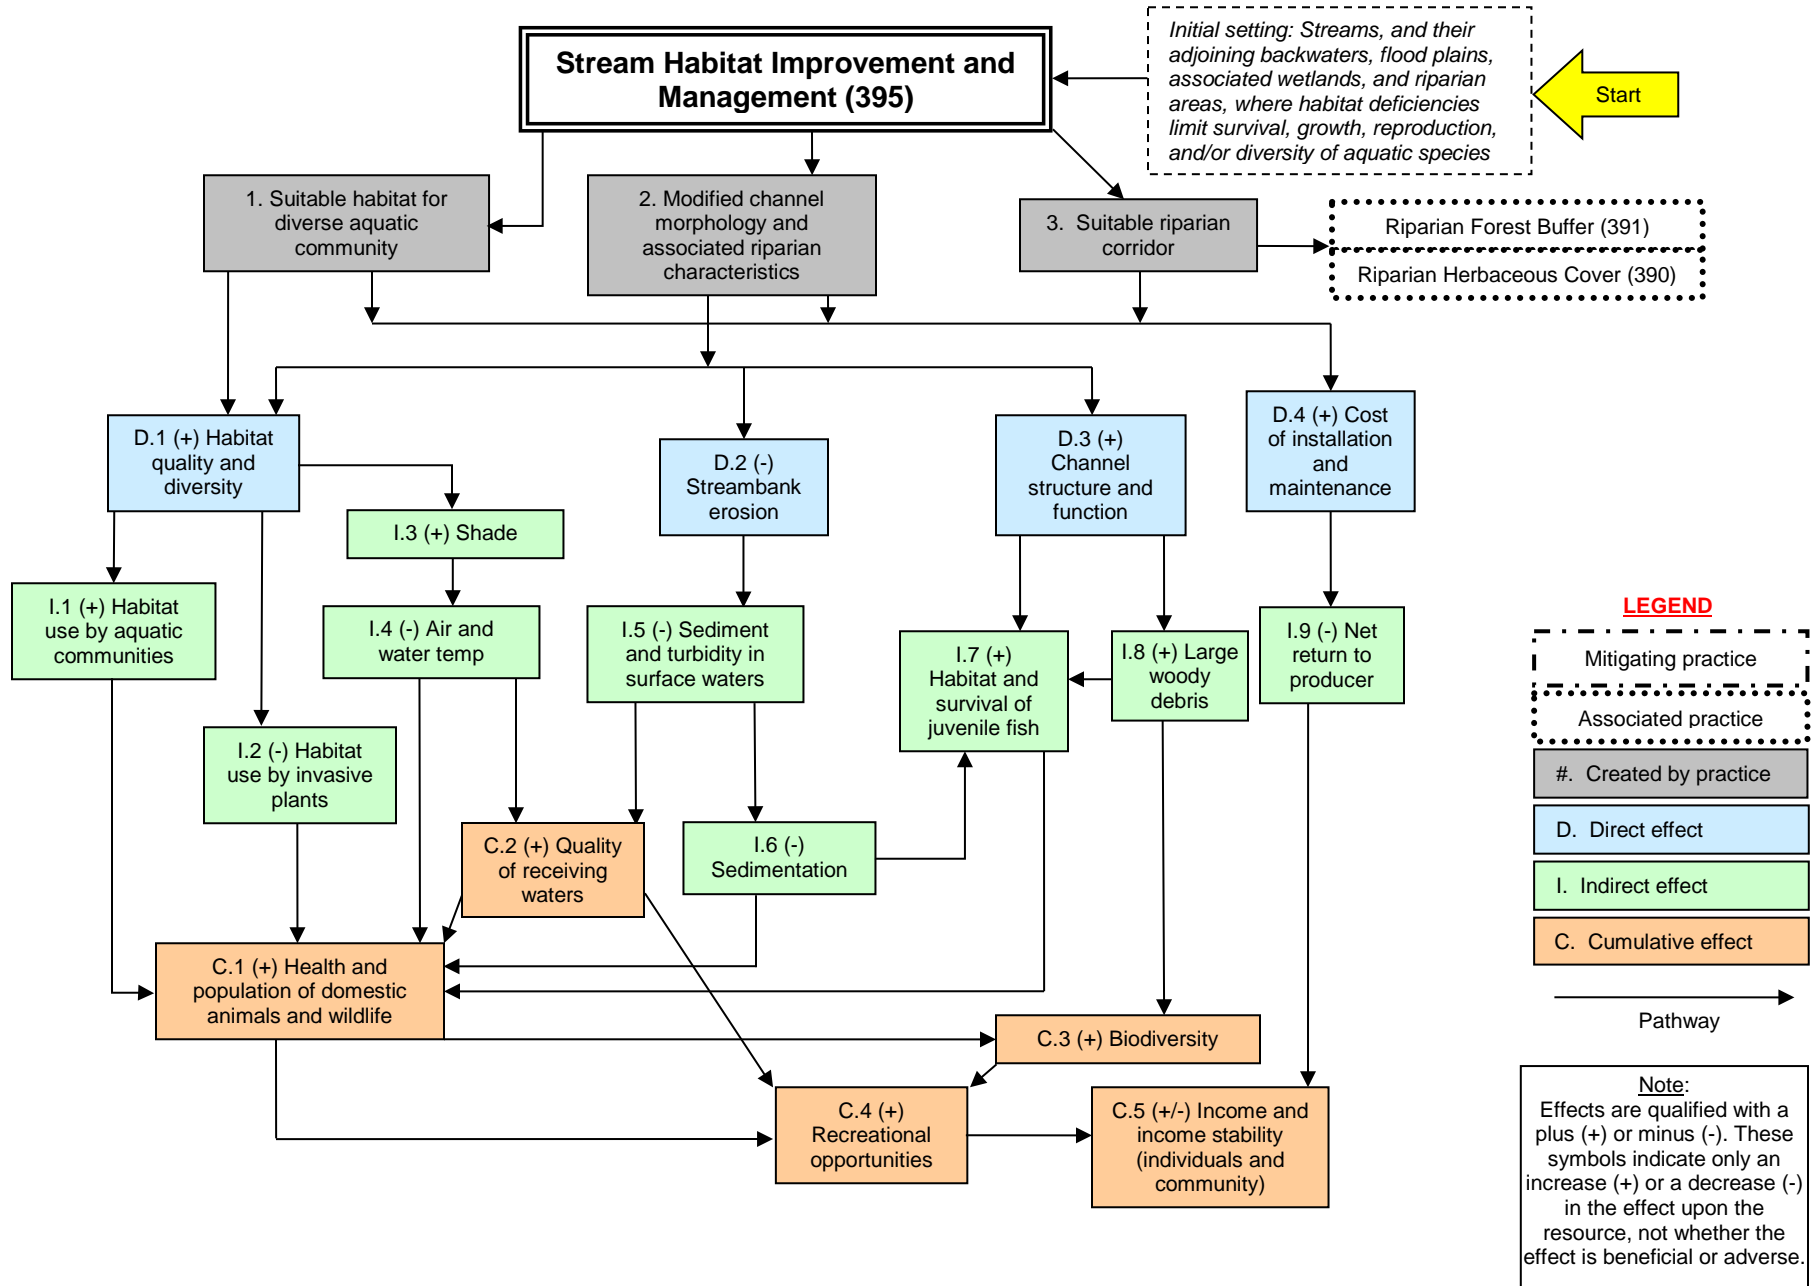 Initial setting: Streams, and their
adjoining backwaters, flood plains,
associated wetlands, and riparian
areas, where habitat deficiencies
limit survival, growth, reproduction,
and/or diversity of aquatic species
Start
Stream Habitat Improvement and
Management (395)
1. Suitable habitat for
diverse aquatic
community
2. Modified channel
morphology and
associated riparian
characteristics
3. Suitable riparian
corridor
Riparian Forest Buffer (391)
Riparian Herbaceous Cover (390)
D.1 (+) Habitat
quality and
diversity
D.2 (-)
Streambank
erosion
D.3 (+)
Channel
structure and
function
D.4 (+) Cost
of installation
and
maintenance
I.3 (+) Shade
I.1 (+) Habitat
use by aquatic
communities
I.4 (-) Air and
water temp
I.5 (-) Sediment
and turbidity in
surface waters
I.7 (+)
Habitat and
survival of
juvenile fish
I.8 (+) Large
woody
debris
I.9 (-) Net
return to
producer
I.2 (-) Habitat
use by invasive
plants
C.2 (+) Quality
of receiving
waters
I.6 (-)
Sedimentation
C.1 (+) Health and
population of domestic
animals and wildlife
C.3 (+) Biodiversity
C.4 (+)
Recreational
opportunities
C.5 (+/-) Income and
income stability
(individuals and
community)
LEGEND
Mitigating practice
Associated practice
#. Created by practice
D. Direct effect
I. Indirect effect
C. Cumulative effect
Pathway
Note:
Effects are qualified with a
plus (+) or minus (-). These
symbols indicate only an
increase (+) or a decrease (-)
in the effect upon the
resource, not whether the
effect is beneficial or adverse.